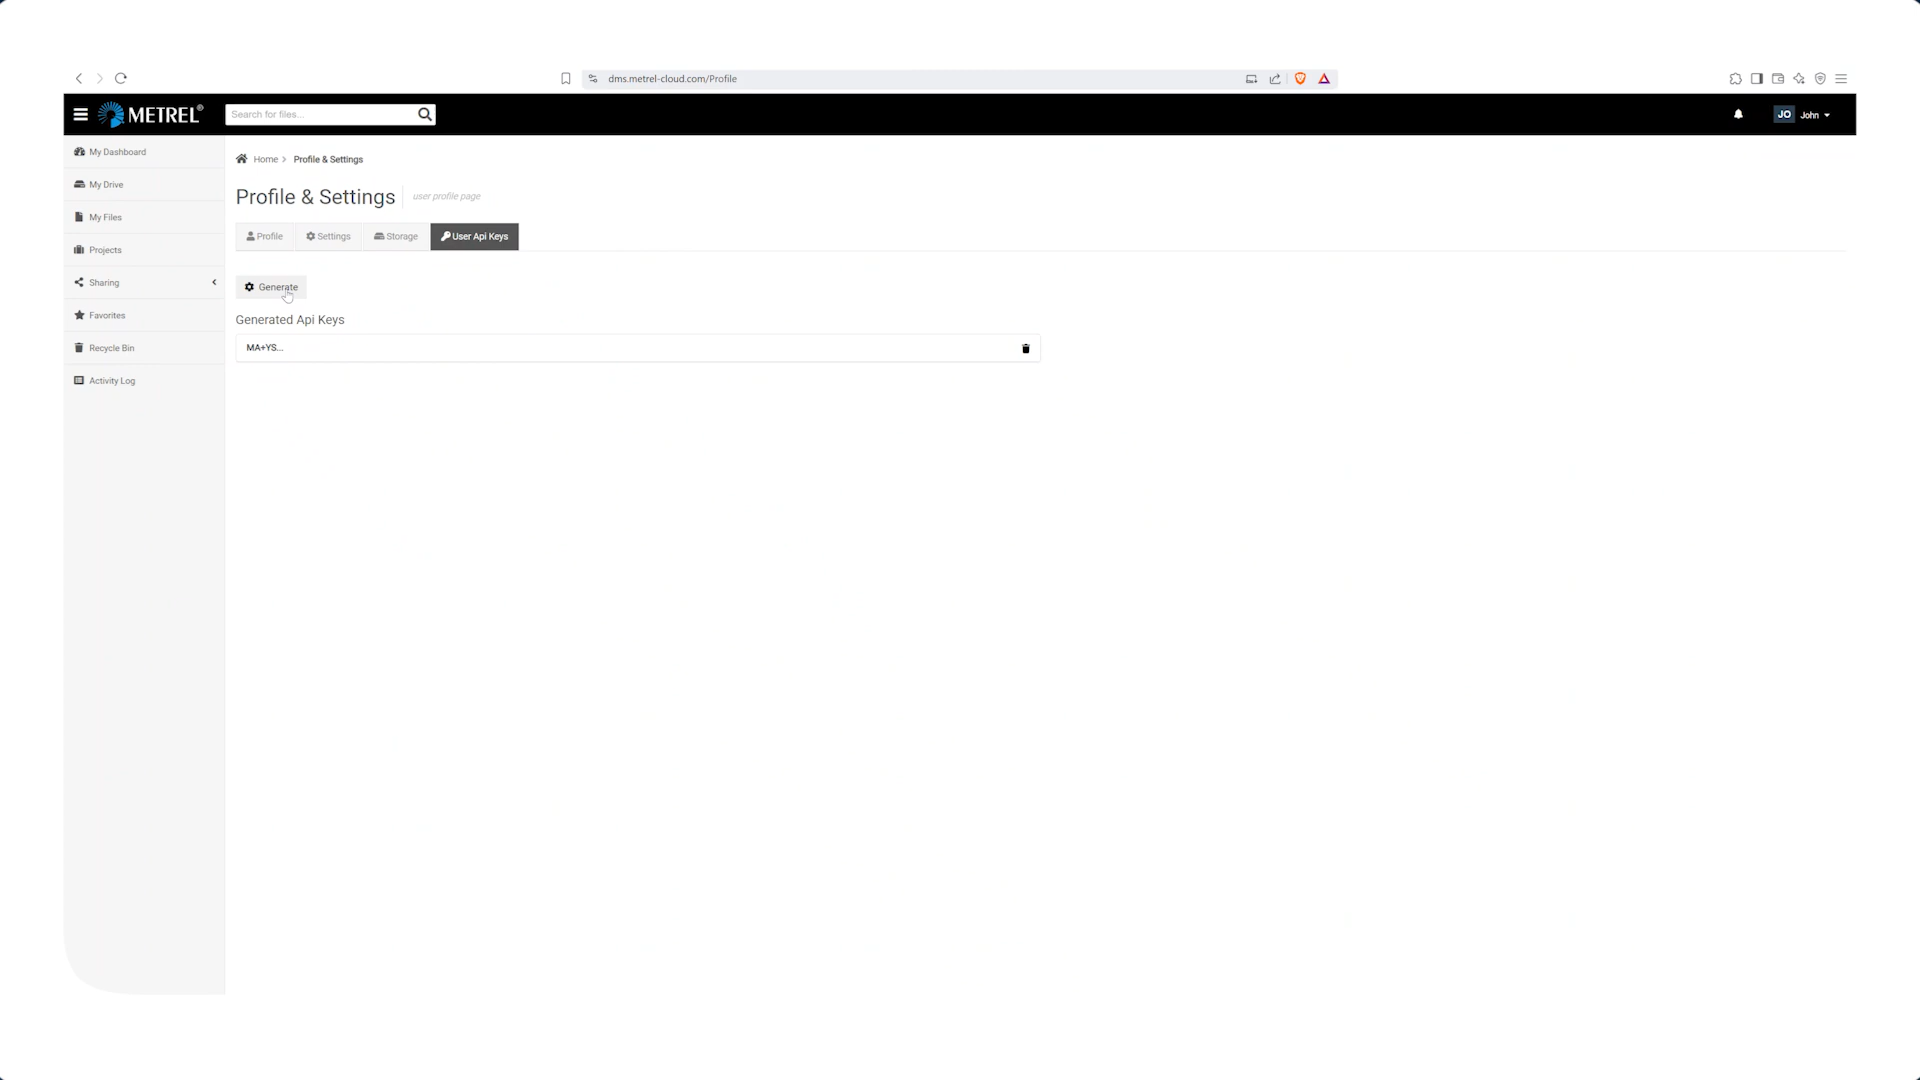 dms.metrel-cloud.com/Profile
METREL®
Search for files...
JO John
My Dashboard
My Drive
My Files
Projects
Sharing
Favorites
Recycle Bin
Activity Log
Home > Profile & Settings
Profile & Settings user profile page
Profile Settings Storage User Api Keys
Generate
Generated Api Keys
MA+YS...